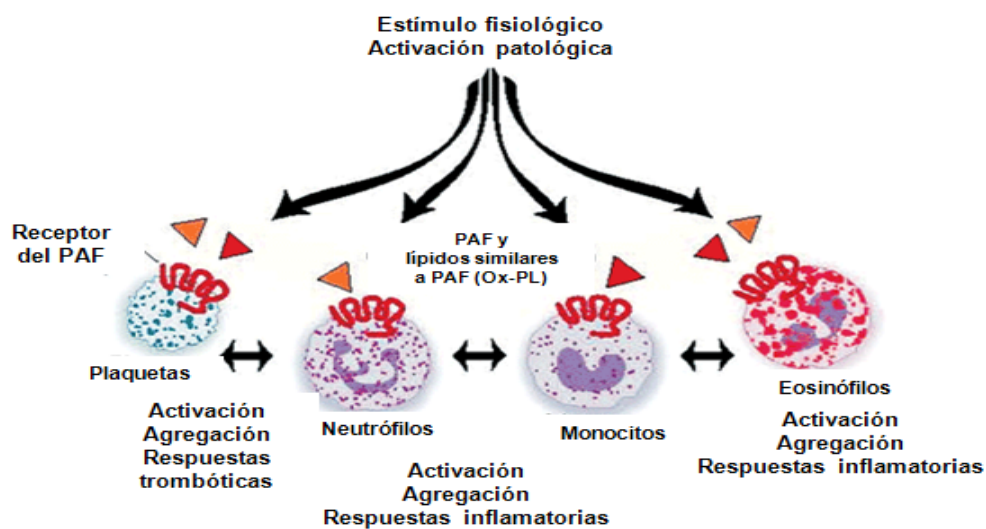 Estímulo fisiológico
Activación patológica
Receptor
del PAF
PAF y
lípidos similares
a PAF (Ox-PL)
Plaquetas
Neutrófilos
Monocitos
Eosinófilos
Activación
Agregación
Respuestas
trombóticas
Activación
Agregación
Respuestas inflamatorias
Activación
Agregación
Respuestas inflamatorias